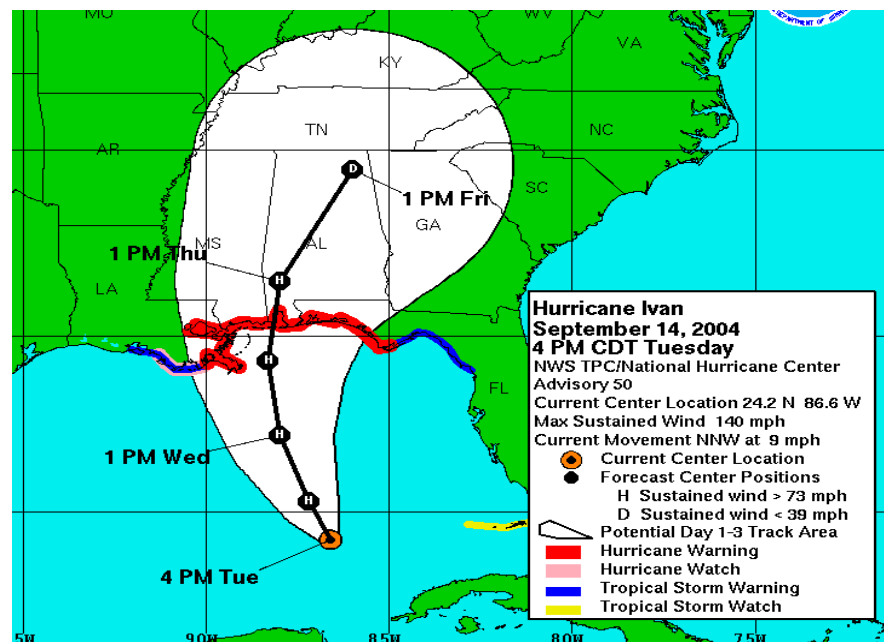 MO
WV
DEPARTMENT OF
KY
VA
TN
NC
AR
D
1 PM Fri
SC
MS
AL
GA
1 PM Thu
H
LA
Hurricane Ivan
September 14, 2004
4 PM CDT Tuesday
NWS TPC/National Hurricane Center
Advisory 50
Current Center Location 24.2 N 86.6 W
Max Sustained Wind 140 mph
Current Movement NNW at 9 mph
Current Center Location
Forecast Center Positions
H Sustained wind > 73 mph
D Sustained wind < 39 mph
Potential Day 1-3 Track Area
Hurricane Warning
Hurricane Watch
Tropical Storm Warning
Tropical Storm Watch
H
FL
H
1 PM Wed
H
4 PM Tue
5W
90W
85W
80W
75W